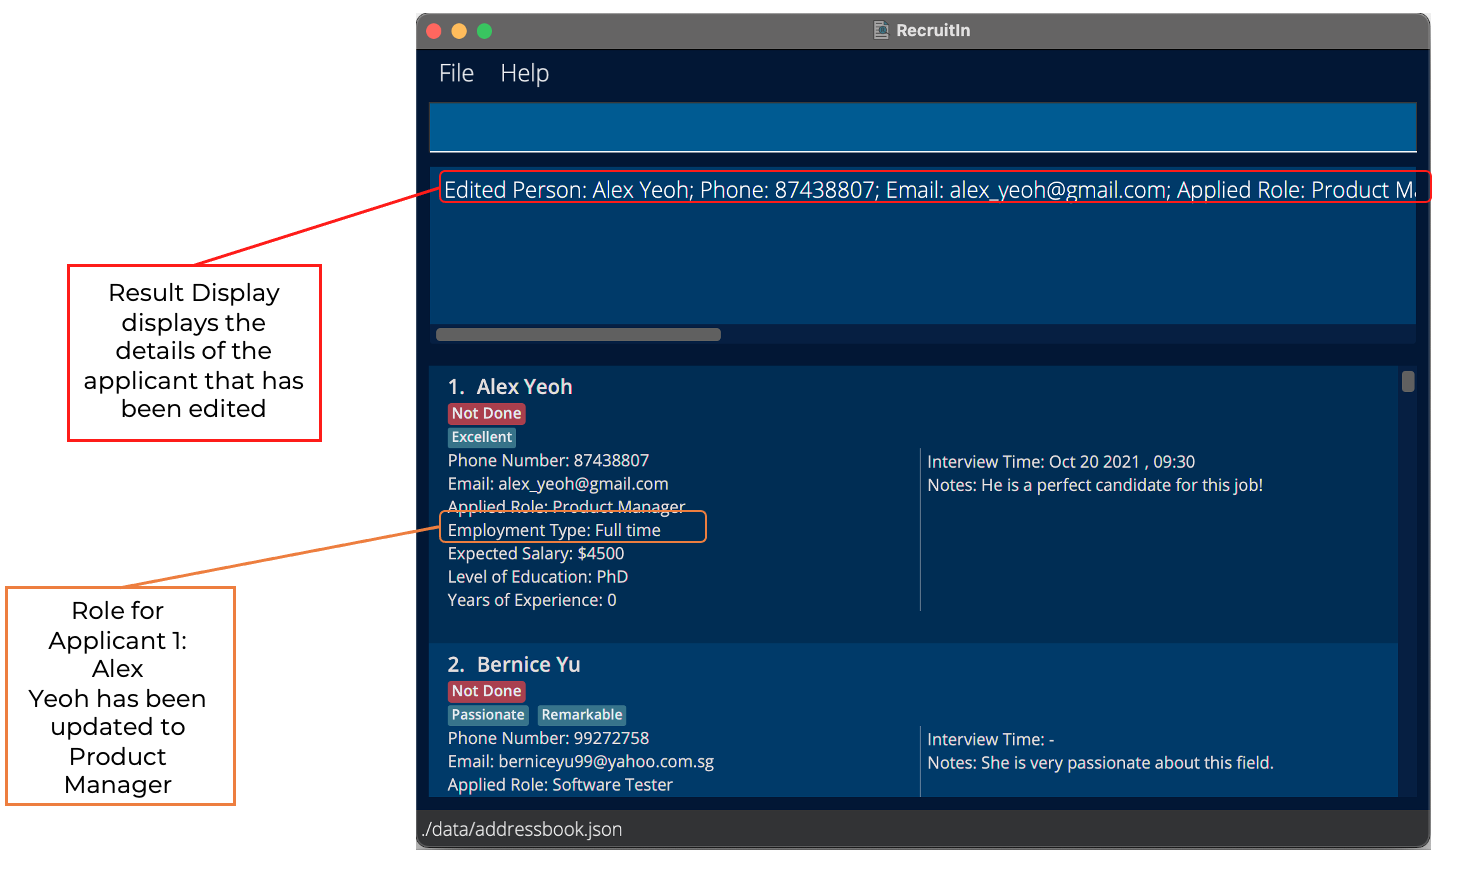 RecruitIn
File Help
Edited Person: Alex Yeoh; Phone: 87438807; Email: alex_yeoh@gmail.com; Applied Role: Product Ma
Result Display
displays the
details of the
applicant that has
been edited
1. Alex Yeoh
Not Done
Excellent
Phone Number: 87438807
Email: alex_yeoh@gmail.com
Applied Role: Product Manager
Employment Type: Full time
Expected Salary: $4500
Level of Education: PhD
Years of Experience: 0
Interview Time: Oct 20 2021 , 09:30
Notes: He is a perfect candidate for this job!
Role for
Applicant 1:
Alex
Yeoh has been
updated to
Product
Manager
2. Bernice Yu
Not Done
Passionate Remarkable
Phone Number: 99272758
Email: berniceyu99@yahoo.com.sg
Applied Role: Software Tester
Interview Time: -
Notes: She is very passionate about this field.
./data/addressbook.json